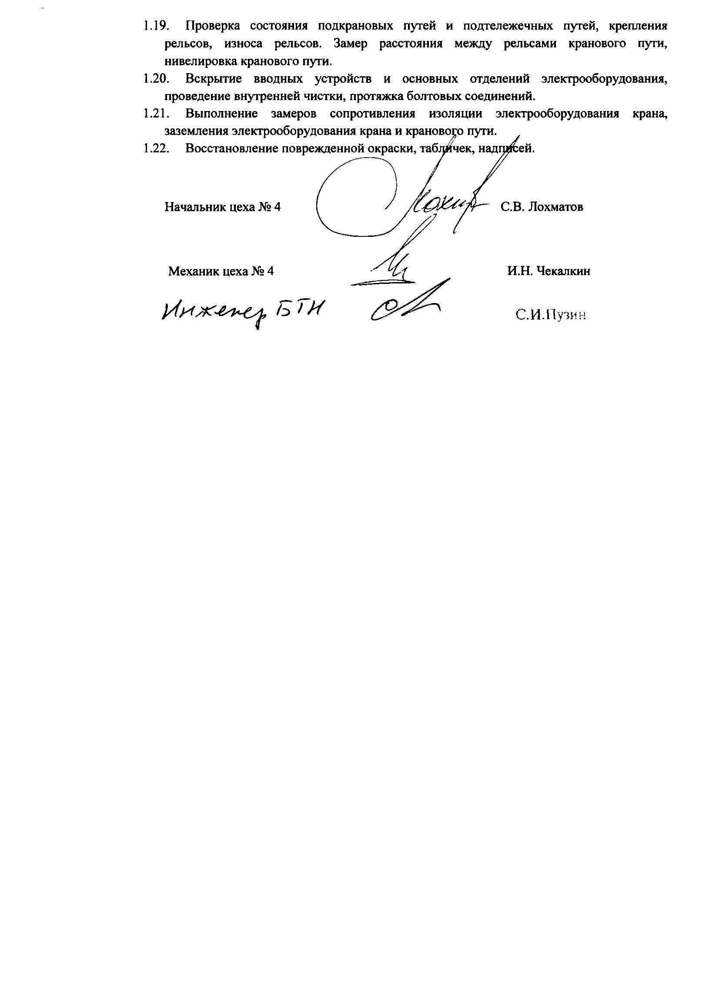 1.19. Проверка состояния подкрановых путей и подтележечных путей, крепления
рельсов, износа рельсов. Замер расстояния между рельсами кранового пути,
нивелировка кранового пути.
1.20. Вскрытие вводных устройств и основных отделений электрооборудования,
проведение внутренней чистки, протяжка болтовых соединений.
1.21. Выполнение замеров сопротивления изоляции электрооборудования крана,
заземления электрооборудования крана и кранового пути.
1.22. Восстановление поврежденной окраски, табличек, надписей.
Начальник цеха № 4 С.В. Лохматов
Механик цеха № 4 И.Н. Чекалкин
Инженер БТН С.И.Пузин